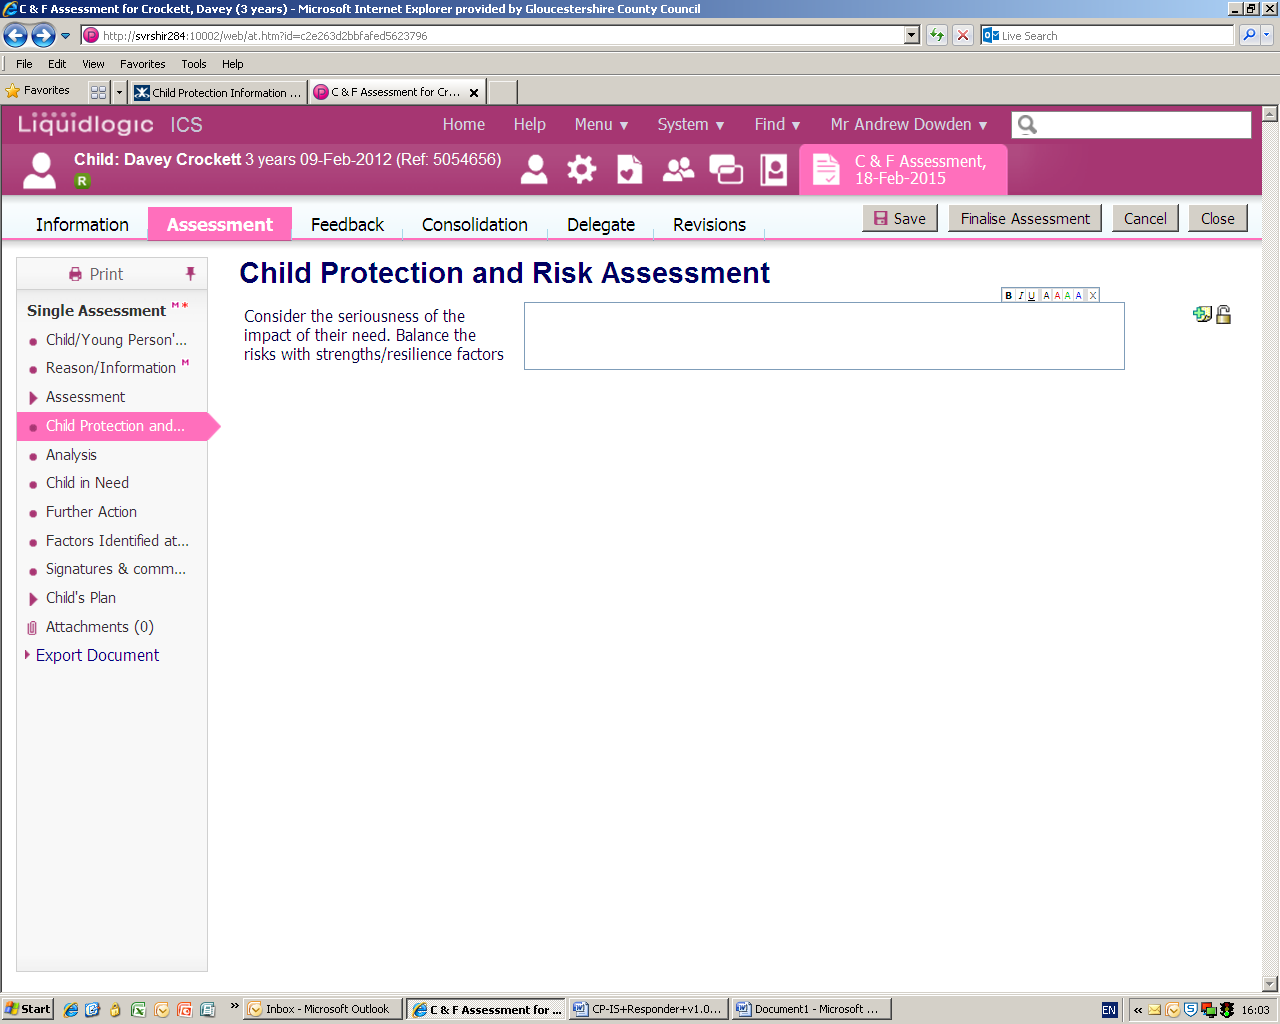 C & F Assessment for Crockett, Davey (3 years) - Microsoft Internet Explorer provided by Gloucestershire County Council
http://svrshir284:10002/web/at.htm?id=c2e263d2bbfafed5623796
Live Search
File Edit View Favorites Tools Help
Favorites
Child Protection Information ...
C & F Assessment for Cr...
Liquidlogic ICS
Home Help Menu ▼ System ▼ Find ▼ Mr Andrew Dowden ▼
Child: Davey Crockett 3 years 09-Feb-2012 (Ref: 5054656)
R
C & F Assessment,
18-Feb-2015
Information Assessment Feedback Consolidation Delegate Revisions
Save Finalise Assessment Cancel Close
Print
Single Assessment M *
Child/Young Person'...
Reason/Information M
Assessment
Child Protection and...
Analysis
Child in Need
Further Action
Factors Identified at...
Signatures & comm...
Child's Plan
Attachments (0)
Export Document
Child Protection and Risk Assessment
B I U A A A A X
Consider the seriousness of the
impact of their need. Balance the
risks with strengths/resilience factors
Start
»
Inbox - Microsoft Outlook
C & F Assessment for ...
CP-IS+Responder+v1.0...
Document1 - Microsoft ...
EN
«
16:03